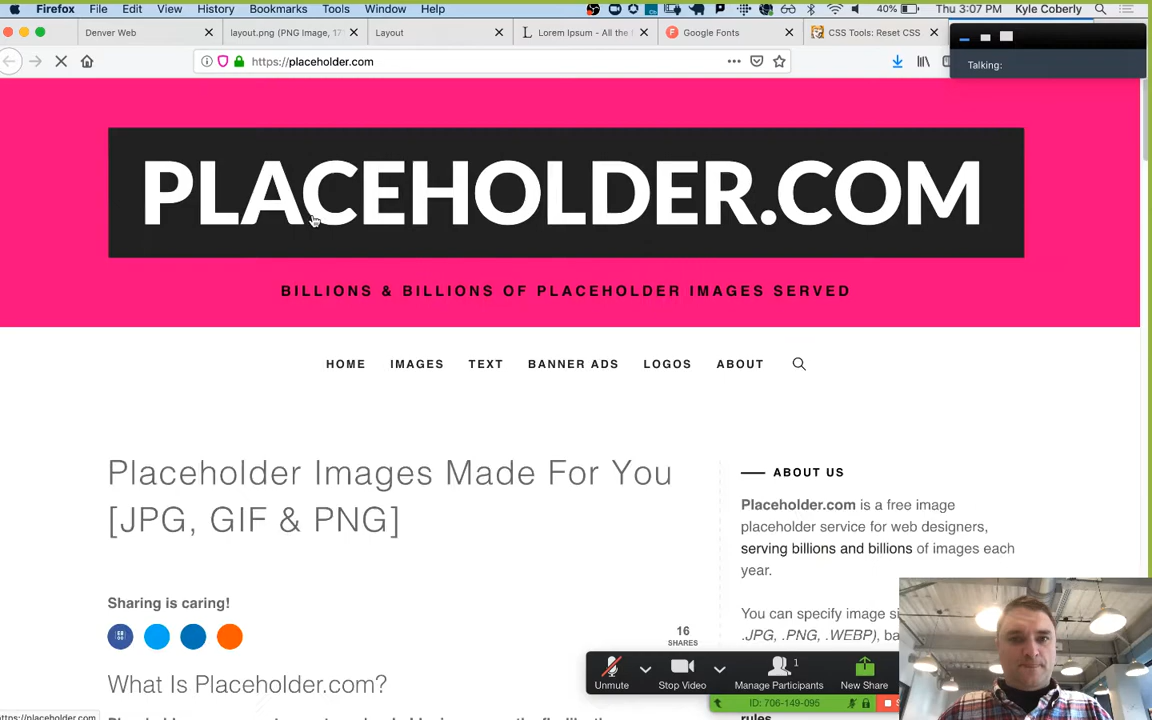 Firefox File Edit View History Bookmarks Tools Window Help 40% Thu 3:07 PM Kyle Coberly
Denver Web layout.png (PNG Image, 17 Layout Lorem Ipsum - All the Google Fonts CSS Tools: Reset CSS
https://placeholder.com
Talking:
PLACEHOLDER.COM
BILLIONS & BILLIONS OF PLACEHOLDER IMAGES SERVED
HOME IMAGES TEXT BANNER ADS LOGOS ABOUT
Placeholder Images Made For You
[JPG, GIF & PNG]
Sharing is caring!
16
SHARES
What Is Placeholder.com?
ABOUT US
Placeholder.com is a free image
placeholder service for web designers,
serving billions and billions of images each
year.
You can specify image si
.JPG, .PNG, .WEBP), ba
rules
Unmute Stop Video 1 Manage Participants New Share
ID: 706-149-095
https://placeholder.com